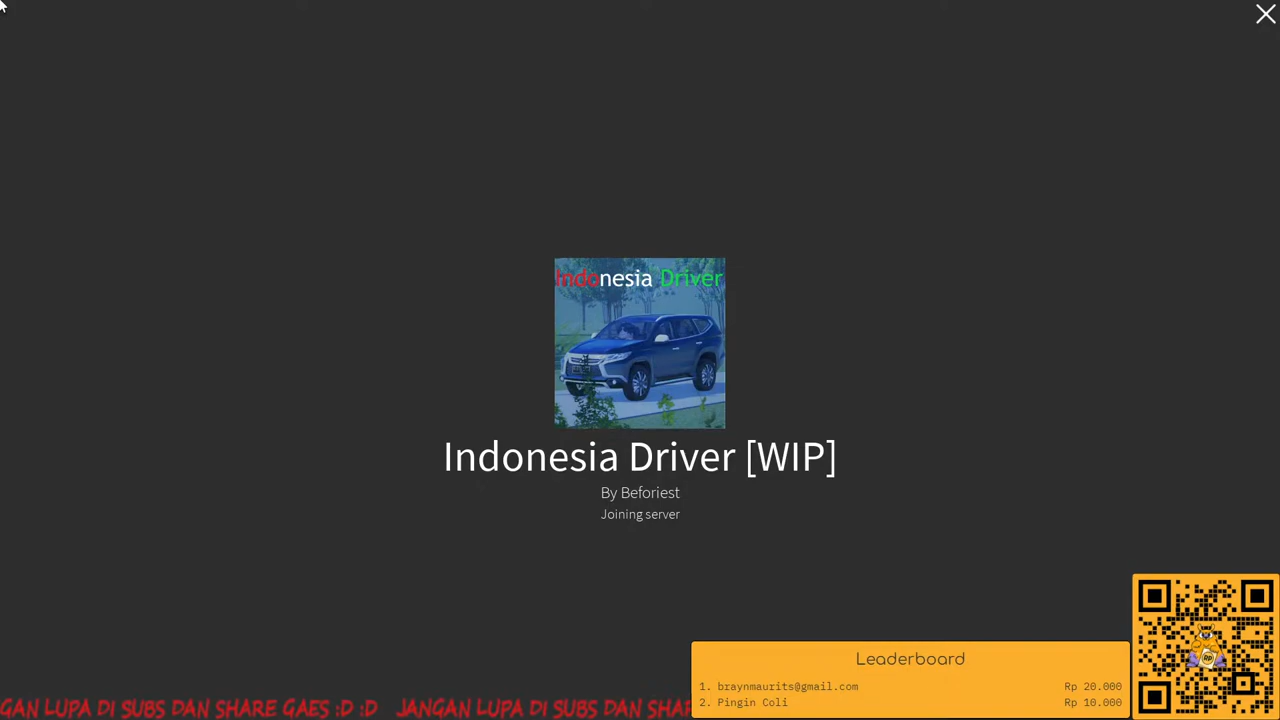 Indonesia Driver
Indonesia Driver [WIP]
By Beforiest
Joining server
Leaderboard
1. braynmaurits@gmail.com Rp 20.000
2. Pingin Coli Rp 10.000
GAN LUPA DI SUBS DAN SHARE GAES :D :D JANGAN LUPA DI SUBS DAN SHAR